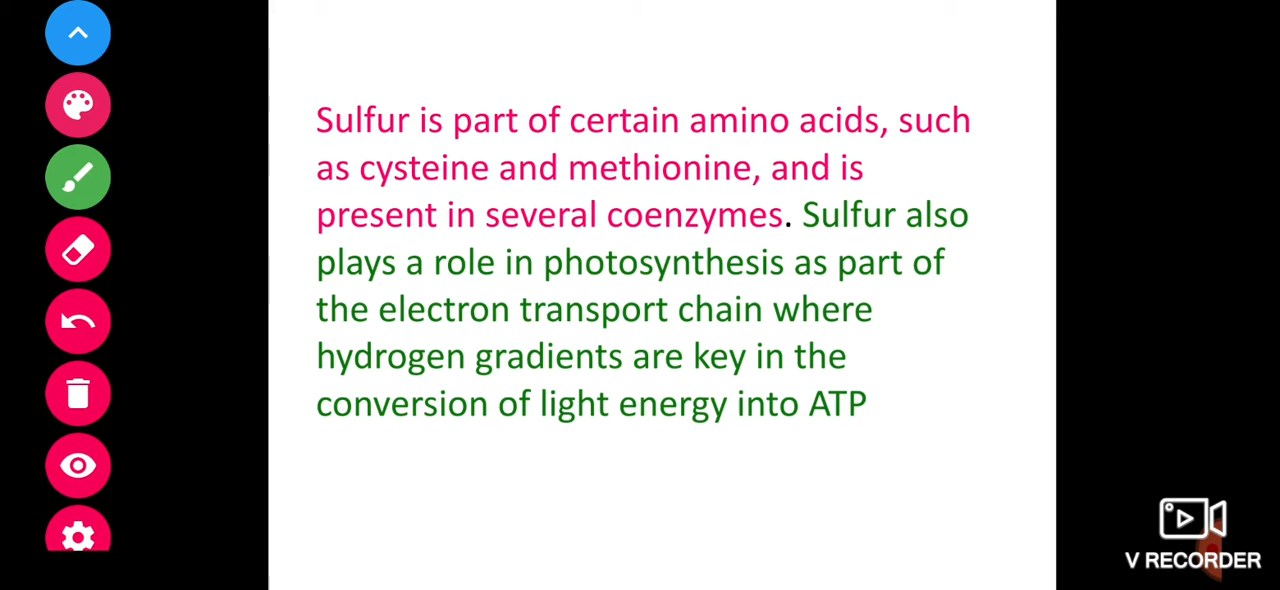 Sulfur is part of certain amino acids, such
as cysteine and methionine, and is
present in several coenzymes. Sulfur also
plays a role in photosynthesis as part of
the electron transport chain where
hydrogen gradients are key in the
conversion of light energy into ATP
V RECORDER